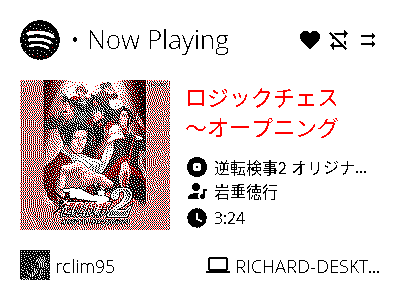 • Now Playing
ロジックチェス
～オープニング
逆転検事2 オリジナ...
岩垂徳行
3:24
rclim95
RICHARD-DESKT...